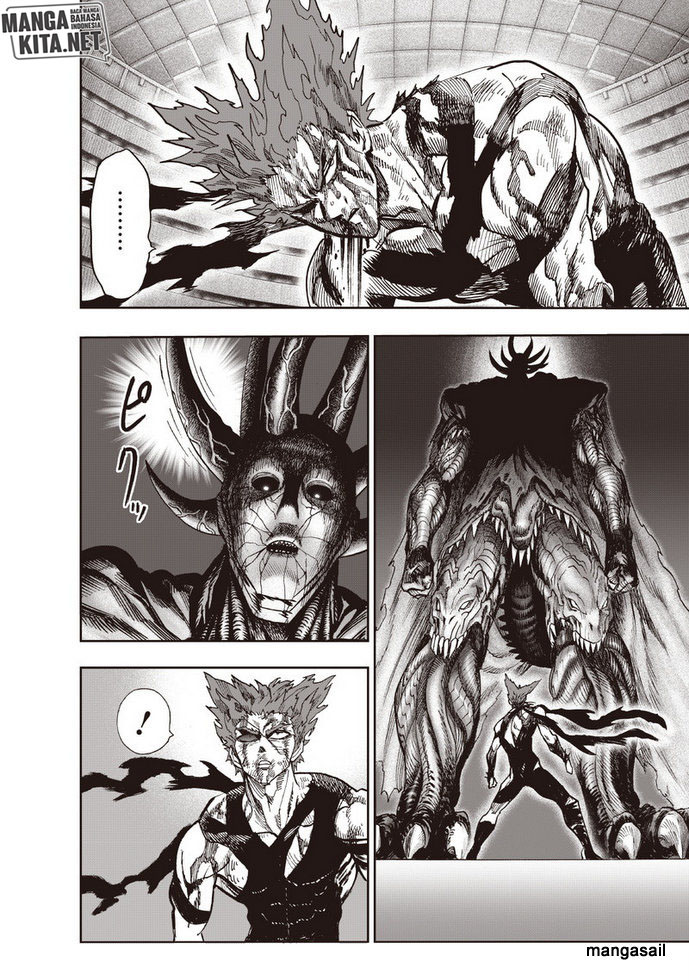 MANGA
BACA MANGA
BAHASA
INDONESIA
KITA.NET
………
ピクッ
!
mangasail